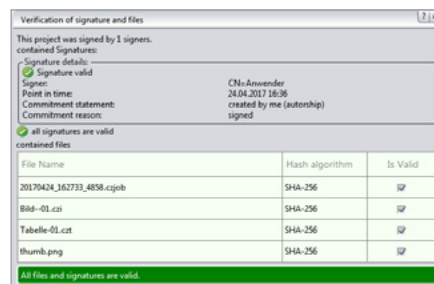 Verification of signature and files
This project was signed by 1 signers.
contained Signatures:
Signature details:
Signature valid
Signer: CN=Anwender
Point in time: 24.04.2017 16:36
Commitment statement: created by me (autorship)
Commitment reason: signed
all signatures are valid
contained files
File Name Hash algorithm Is Valid
20170424_162733_4858.czjob SHA-256
Bild--01.czi SHA-256
Tabelle-01.czt SHA-256
thumb.png SHA-256
All files and signatures are valid.